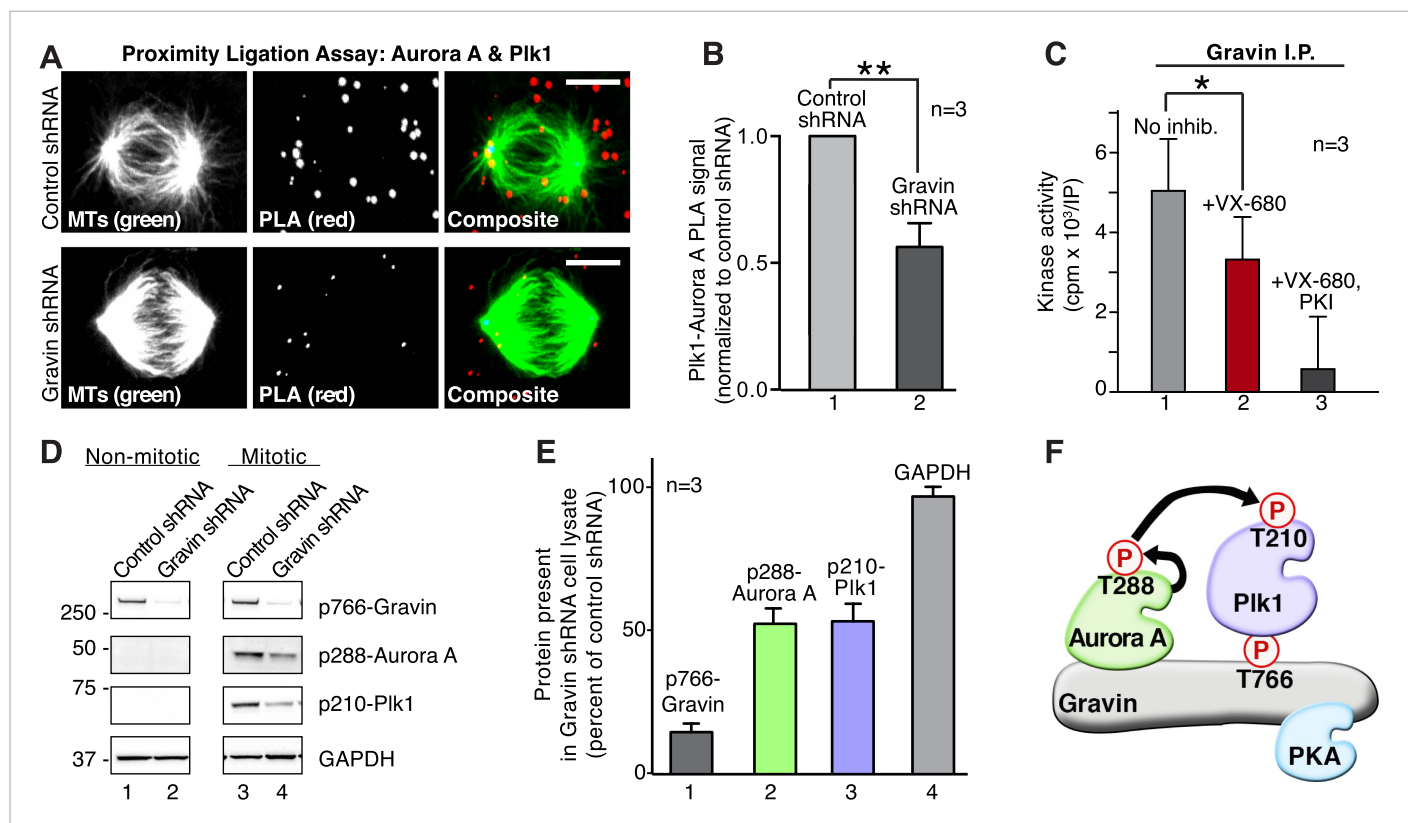 A
Proximity Ligation Assay: Aurora A & Plk1
Control shRNA
MTs (green)
PLA (red)
Composite
Gravin shRNA
MTs (green)
PLA (red)
Composite
B
**
Control
shRNA
n=3
Gravin
shRNA
Plk1-Aurora A PLA signal
(normalized to control shRNA)
1.0
0.5
0.0
1
2
C
Gravin I.P.
*
No inhib.
n=3
+VX-680
+VX-680,
PKI
Kinase activity
(cpm x 10³/IP)
6
4
2
0
1
2
3
D
Non-mitotic
Mitotic
Control shRNA
Gravin shRNA
Control shRNA
Gravin shRNA
250 -
p766-Gravin
50 -
p288-Aurora A
75 -
p210-Plk1
37 -
GAPDH
1
2
3
4
E
Protein present
in Gravin shRNA cell lysate
(percent of control shRNA)
100
50
0
n=3
p766-
Gravin
p288-
Aurora A
p210-
Plk1
GAPDH
1
2
3
4
F
P
T210
P
T288
Plk1
Aurora A
P
T766
Gravin
PKA